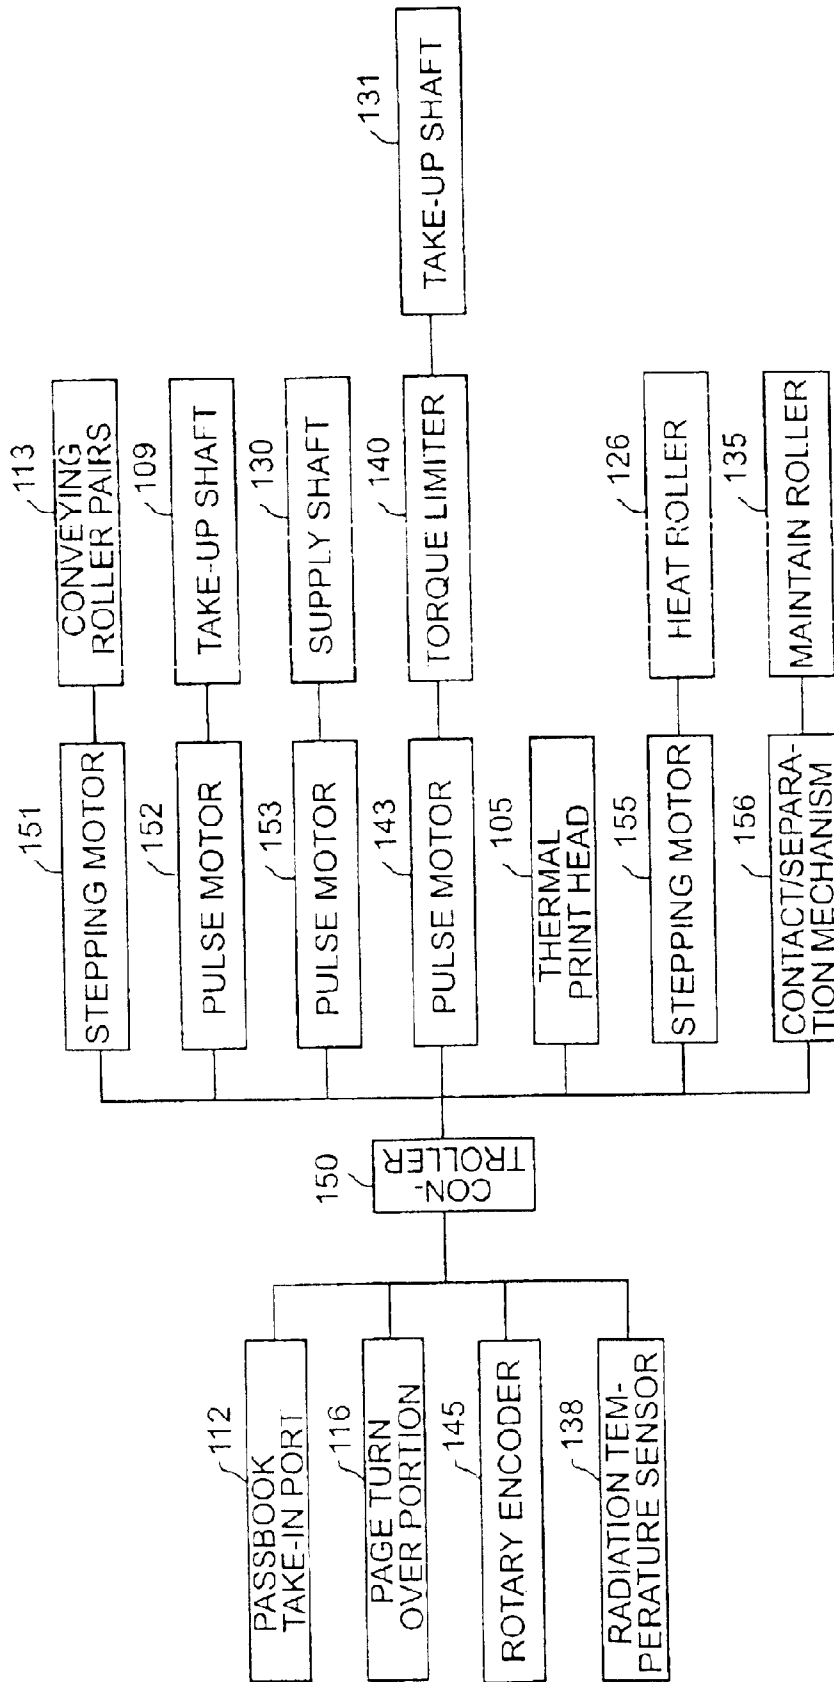 112
PASSBOOK
TAKE-IN PORT
116
PAGE TURN
OVER PORTION
145
ROTARY ENCODER
138
RADIATION TEM-
PERATURE SENSOR
150
CON-
TROLLER
151
STEPPING MOTOR
113
CONVEYING
ROLLER PAIRS
152
PULSE MOTOR
109
TAKE-UP SHAFT
153
PULSE MOTOR
130
SUPPLY SHAFT
143
PULSE MOTOR
140
TORQUE LIMITER
131
TAKE-UP SHAFT
105
THERMAL
PRINT HEAD
155
STEPPING MOTOR
126
HEAT ROLLER
156
CONTACT/SEPARA-
TION MECHANISM
135
MAINTAIN ROLLER